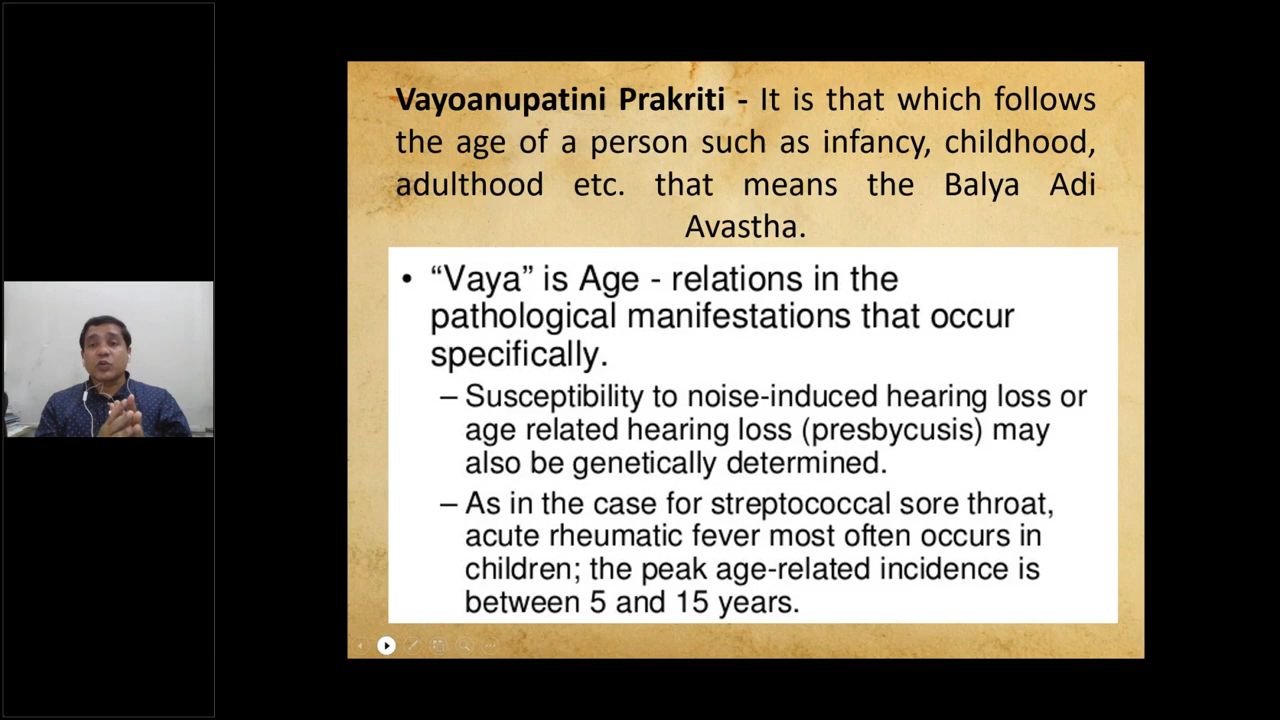 Vayoanupatini Prakriti - It is that which follows
the age of a person such as infancy, childhood,
adulthood etc. that means the Balya Adi
Avastha.
• “Vaya” is Age - relations in the
pathological manifestations that occur
specifically.
– Susceptibility to noise-induced hearing loss or
age related hearing loss (presbycusis) may
also be genetically determined.
– As in the case for streptococcal sore throat,
acute rheumatic fever most often occurs in
children; the peak age-related incidence is
between 5 and 15 years.